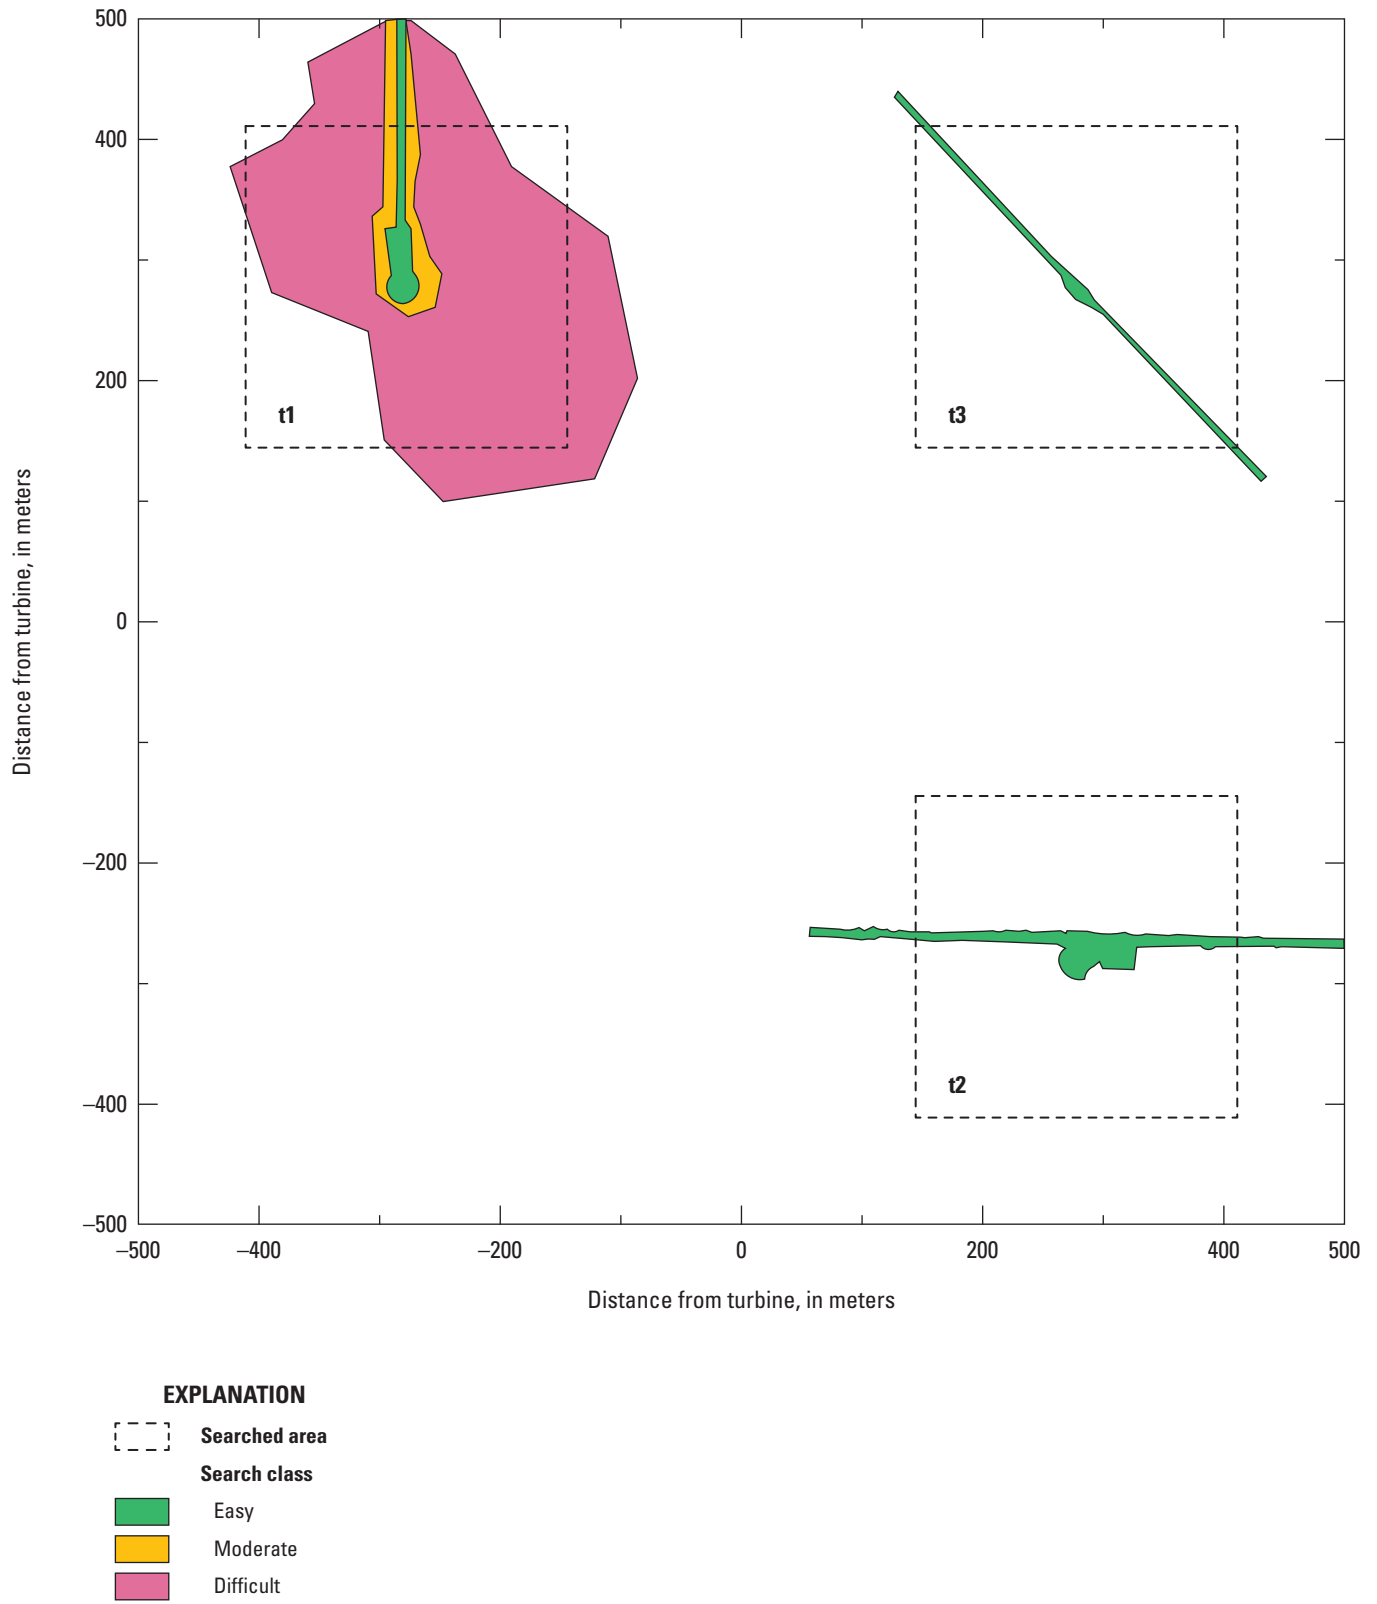 500
400
200
0
–200
–400
–500
Distance from turbine, in meters
t1
t3
t2
–500
–400
–200
0
200
400
500
Distance from turbine, in meters
EXPLANATION
Searched area
Search class
Easy
Moderate
Difficult